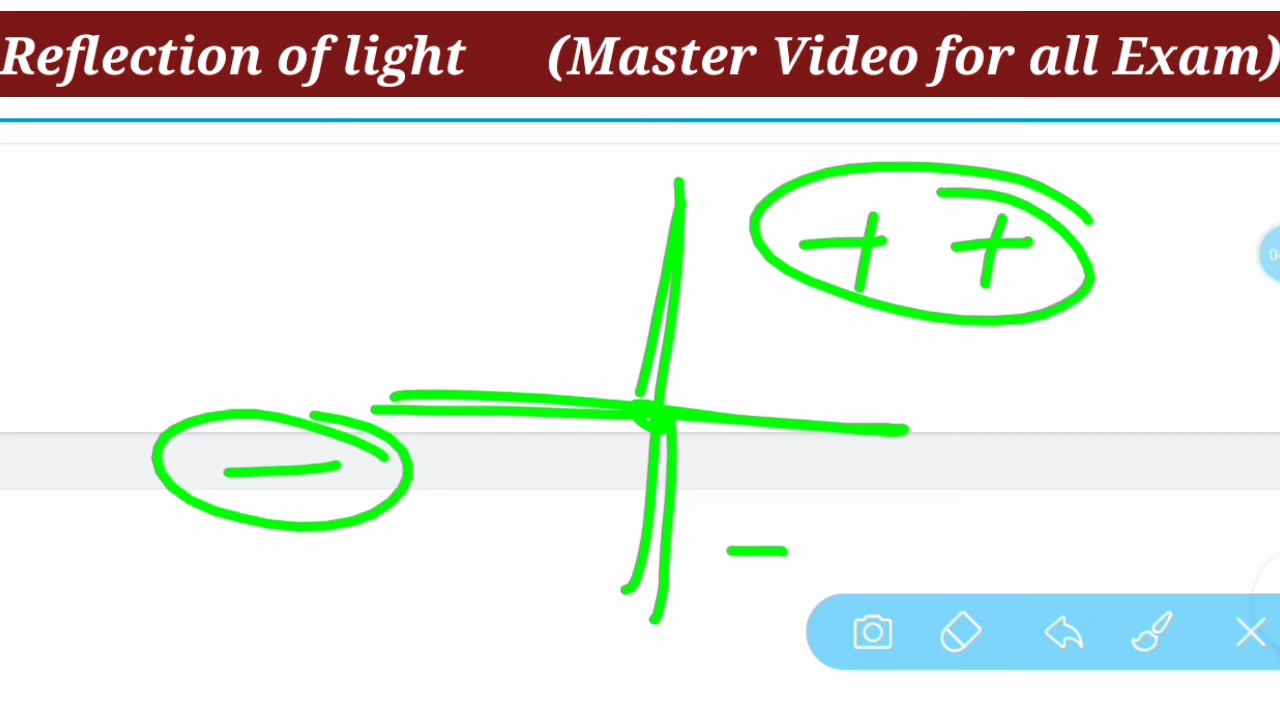 Reflection of light (Master Video for all Exam)
+ +
−
−